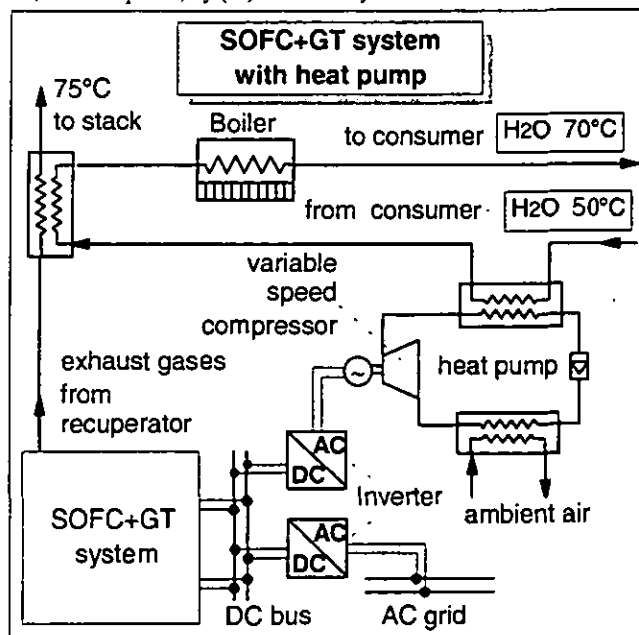 SOFC+GT system
with heat pump
75°C
to stack
Boiler
to consumer
H2O 70°C
from consumer
H2O 50°C
variable
speed
compressor
~
heat pump
exhaust gases
from
recuperator
AC
DC
Inverter
ambient air
SOFC+GT
system
AC
DC
DC bus
AC grid